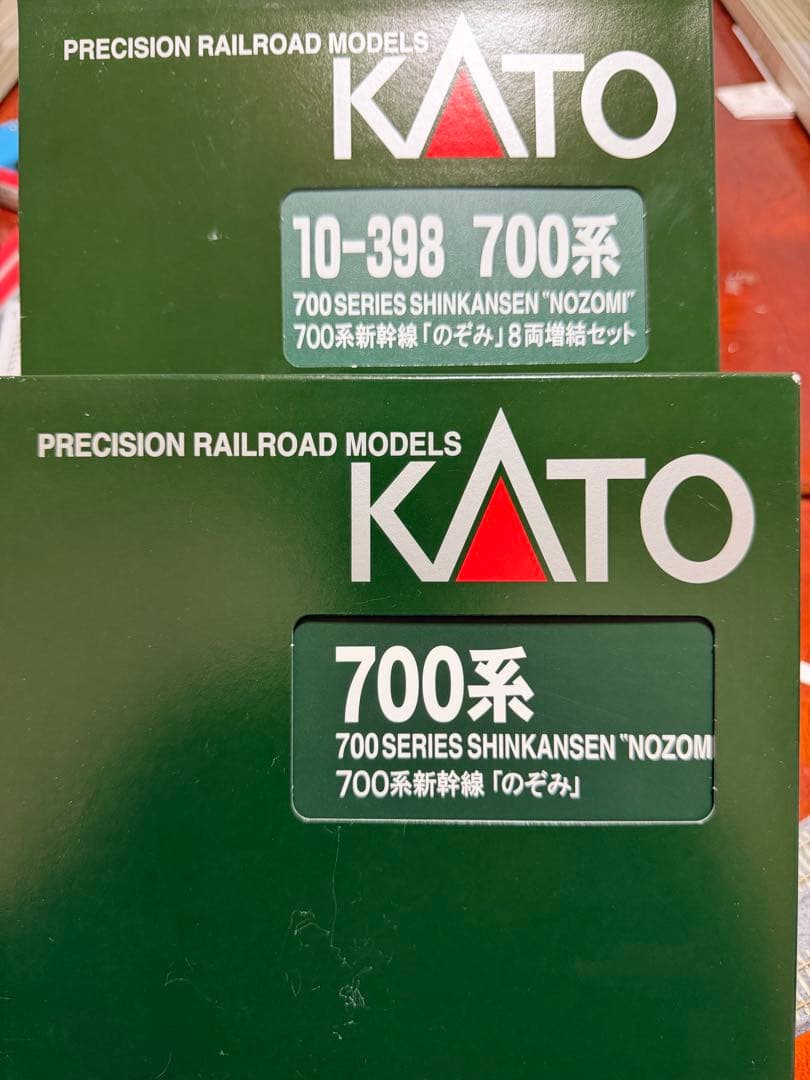 PRECISION RAILROAD MODELS
KATO
10-398 700系
700 SERIES SHINKANSEN "NOZOMI"
700系新幹線「のぞみ」8両増結セット
PRECISION RAILROAD MODELS
KATO
700系
700 SERIES SHINKANSEN "NOZOM
700系新幹線「のぞみ」